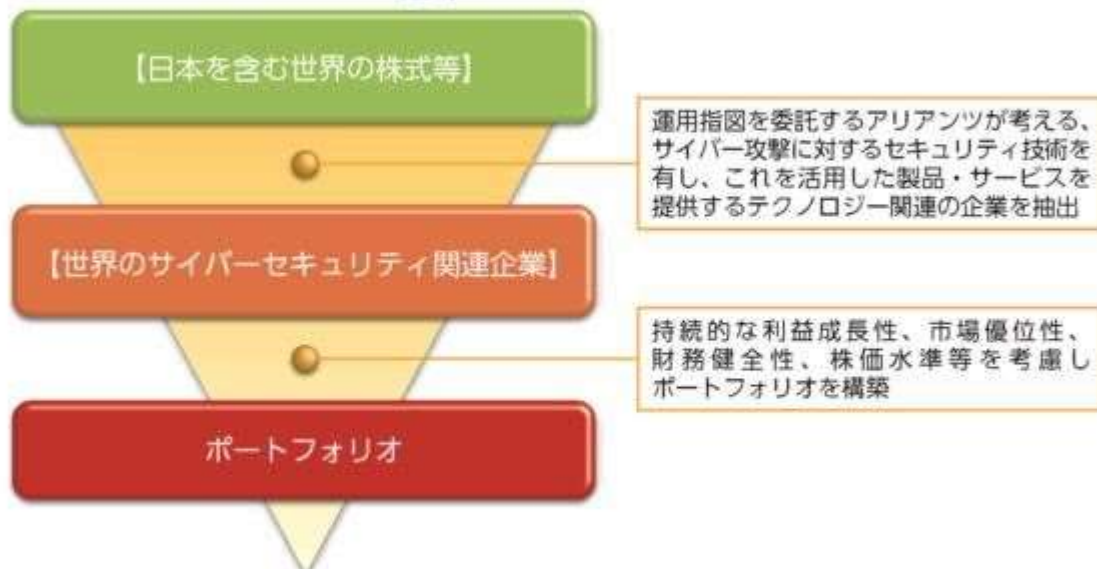 【日本を含む世界の株式等】
運用指図を委託するアリアンツが考える、
サイバー攻撃に対するセキュリティ技術を
有し、これを活用した製品・サービスを
提供するテクノロジー関連の企業を抽出
【世界のサイバーセキュリティ関連企業】
持続的な利益成長性、市場優位性、
財務健全性、株価水準等を考慮し
ポートフォリオを構築
ポートフォリオ